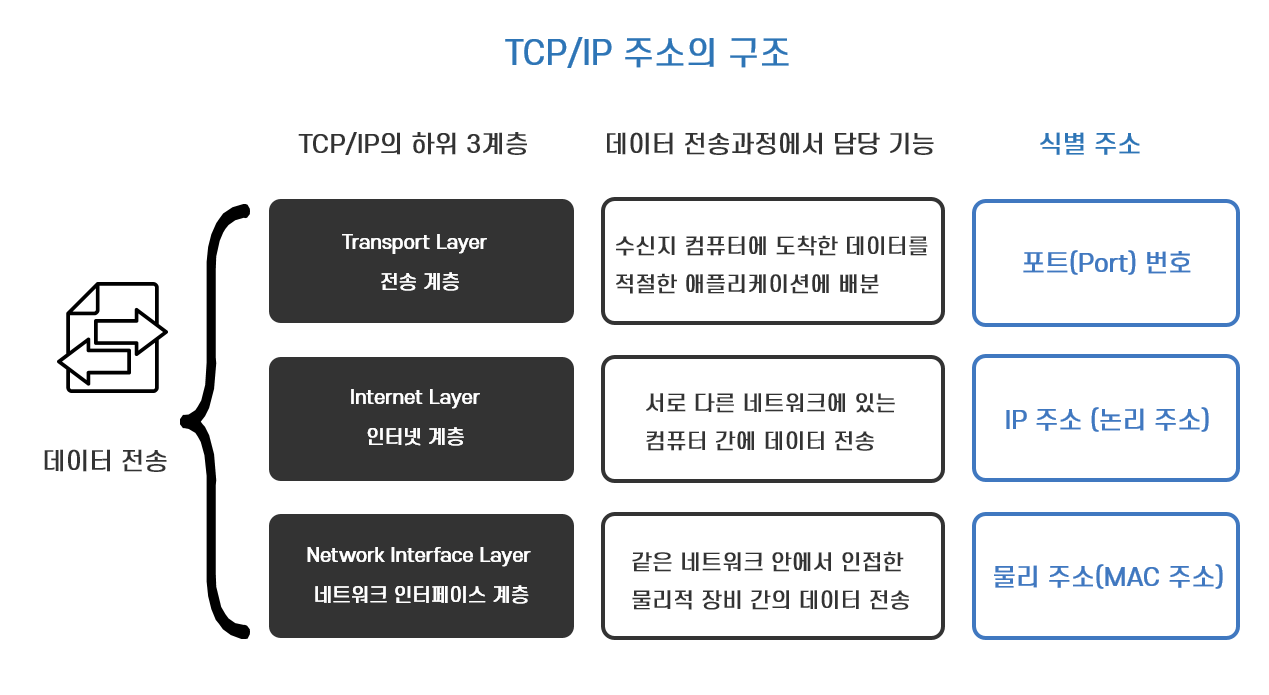 TCP/IP 주소의 구조
TCP/IP의 하위 3계층
데이터 전송과정에서 담당 기능
식별 주소
Transport Layer
전송 계층
수신지 컴퓨터에 도착한 데이터를
적절한 애플리케이션에 배분
포트(Port) 번호
Internet Layer
인터넷 계층
서로 다른 네트워크에 있는
컴퓨터 간에 데이터 전송
IP 주소 (논리 주소)
데이터 전송
Network Interface Layer
네트워크 인터페이스 계층
같은 네트워크 안에서 인접한
물리적 장비 간의 데이터 전송
물리 주소(MAC 주소)